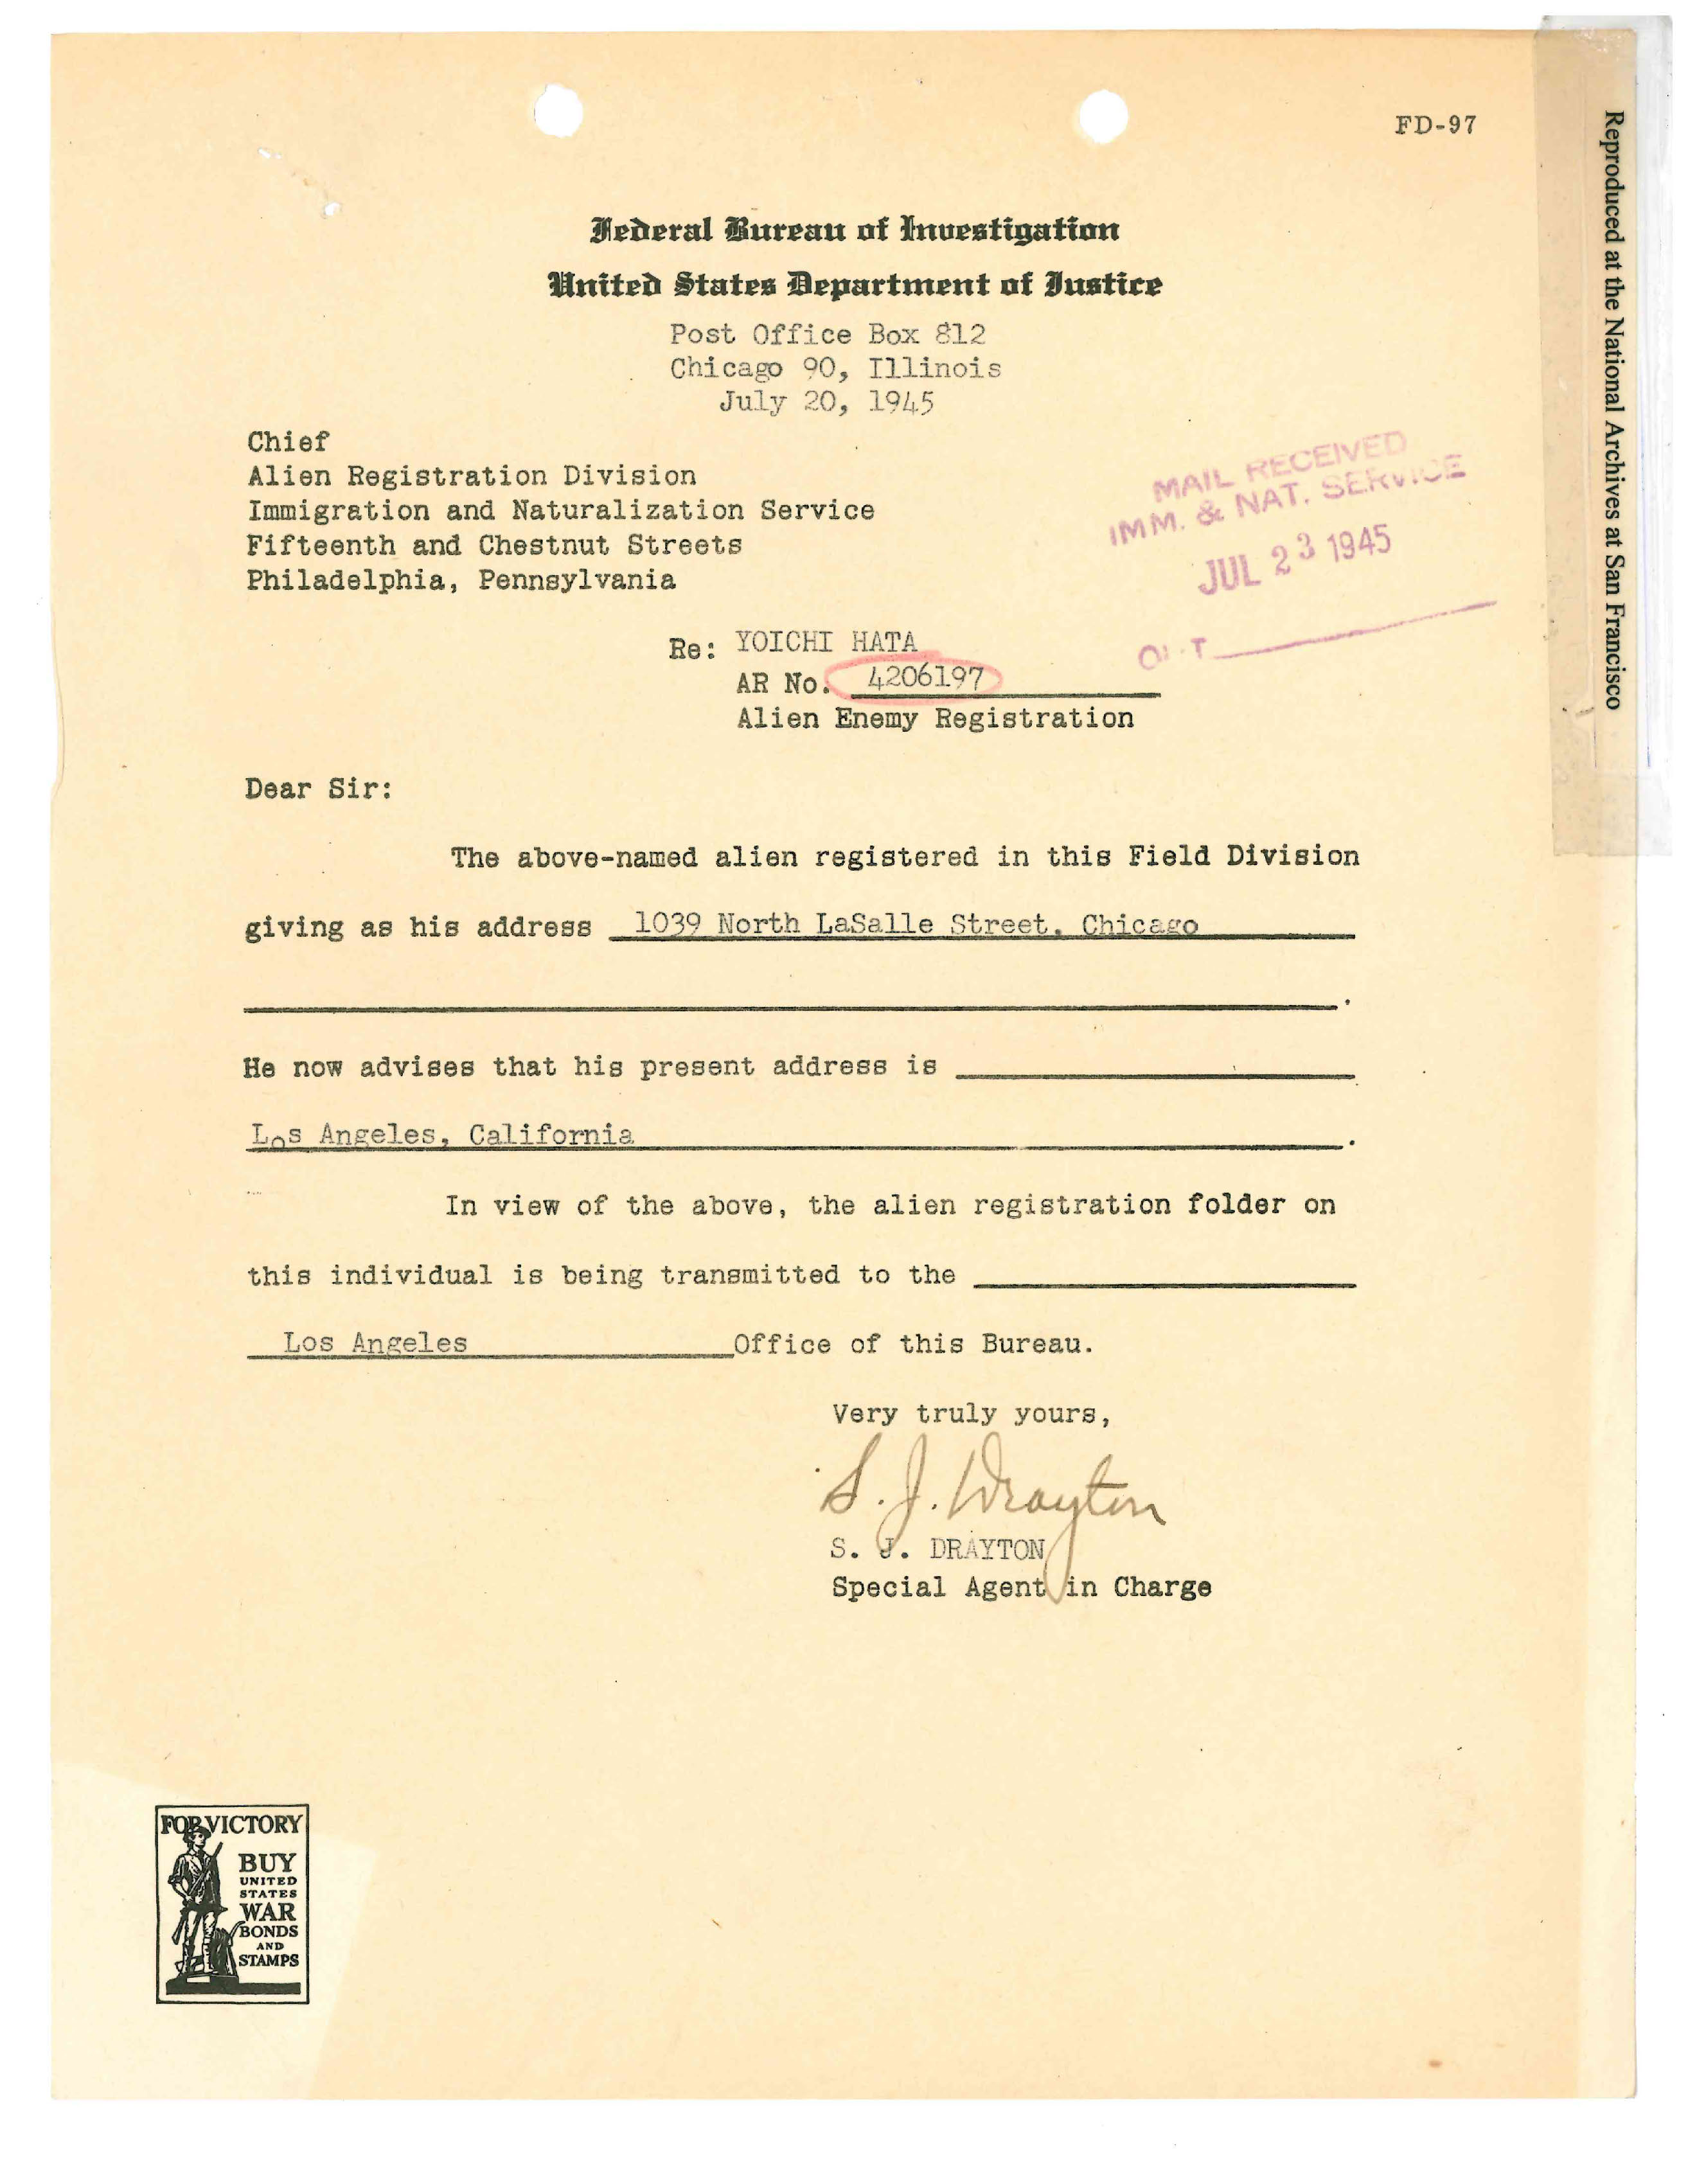 FD-97
Reproduced at the National Archives at San Francisco
Federal Bureau of Investigation
United States Department of Justice
Post Office Box 812
Chicago 90, Illinois
July 20, 1945
Chief
Alien Registration Division
Immigration and Naturalization Service
Fifteenth and Chestnut Streets
Philadelphia, Pennsylvania
MAIL RECEIVED
IMM. & NAT. SERVICE
JUL 23 1945
Re: YOICHI HATA
AR No. 4206197
Alien Enemy Registration
Dear Sir:
The above-named alien registered in this Field Division
giving as his address 1039 North LaSalle Street, Chicago
.
He now advises that his present address is
Los Angeles, California .
In view of the above, the alien registration folder on
this individual is being transmitted to the
Los Angeles Office of this Bureau.
Very truly yours,
S. J. Drayton
S. J. DRAYTON
Special Agent in Charge
FOR VICTORY
BUY
UNITED
STATES
WAR
BONDS
AND
STAMPS